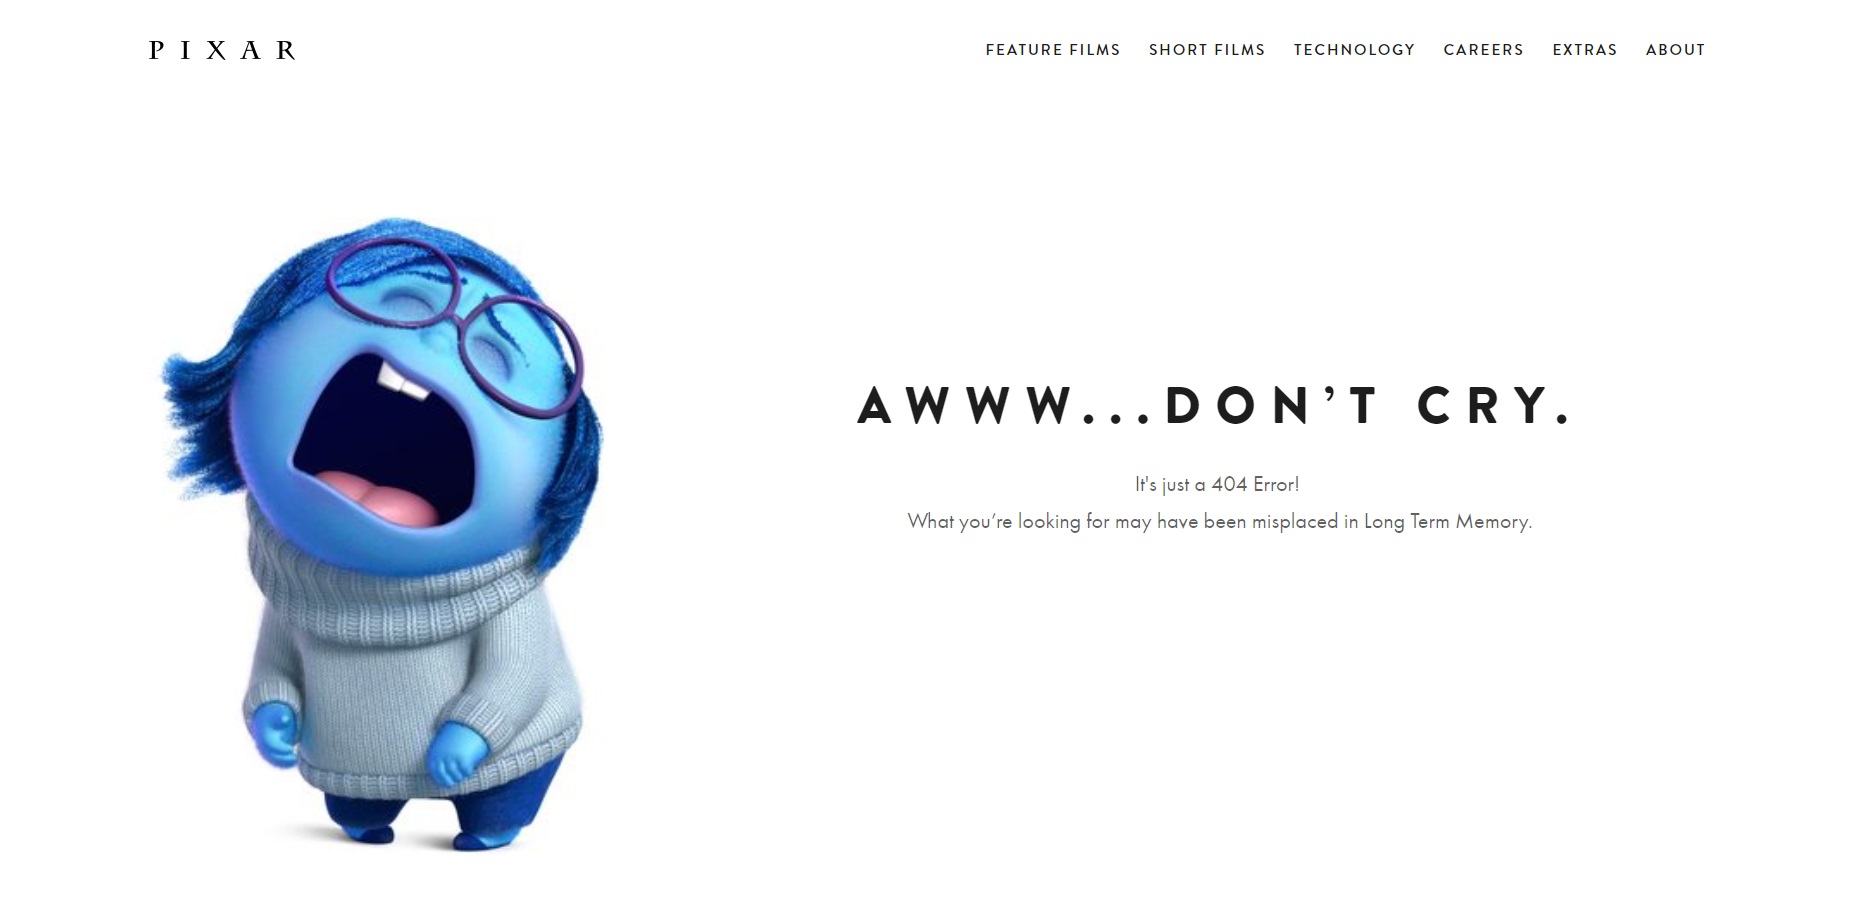 PIXAR
FEATURE FILMS SHORT FILMS TECHNOLOGY CAREERS EXTRAS ABOUT
AWWW...DON’T CRY.
It's just a 404 Error!
What you’re looking for may have been misplaced in Long Term Memory.